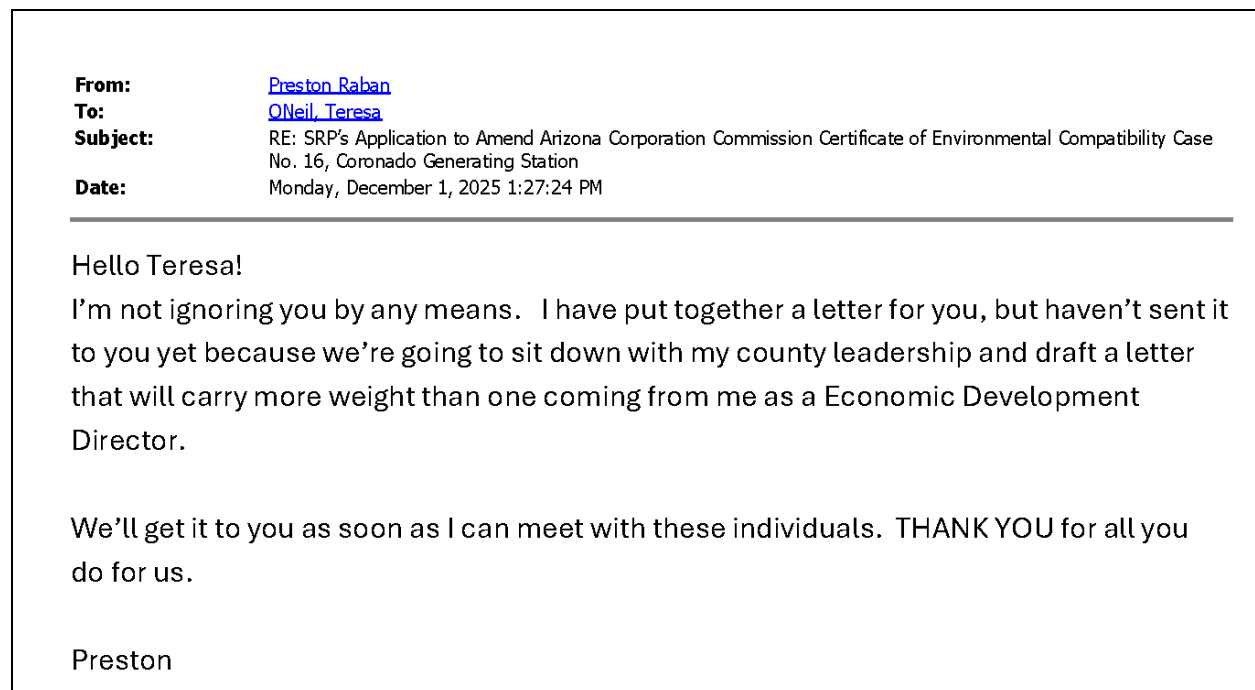 From: Preston Raban
To: ONeil, Teresa
Subject: RE: SRP's Application to Amend Arizona Corporation Commission Certificate of Environmental Compatibility Case
No. 16, Coronado Generating Station
Date: Monday, December 1, 2025 1:27:24 PM
Hello Teresa!
I'm not ignoring you by any means.   I have put together a letter for you, but haven't sent it
to you yet because we're going to sit down with my county leadership and draft a letter
that will carry more weight than one coming from me as a Economic Development
Director.
We'll get it to you as soon as I can meet with these individuals.  THANK YOU for all you
do for us.
Preston